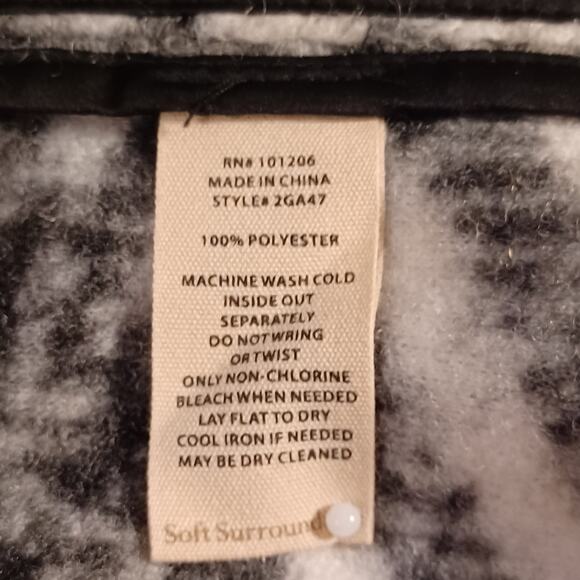 RN# 101206
MADE IN CHINA
STYLE# 2GA47
100% POLYESTER
MACHINE WASH COLD
INSIDE OUT
SEPARATELY
DO NOT WRING
OR TWIST
ONLY NON-CHLORINE
BLEACH WHEN NEEDED
LAY FLAT TO DRY
COOL IRON IF NEEDED
MAY BE DRY CLEANED
Soft Surround